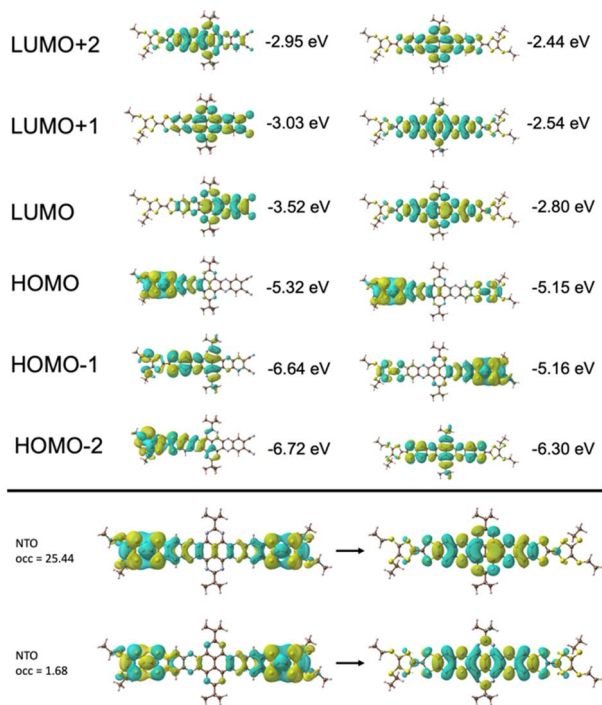 LUMO+2 -2.95 eV -2.44 eV
LUMO+1 -3.03 eV -2.54 eV
LUMO -3.52 eV -2.80 eV
HOMO -5.32 eV -5.15 eV
HOMO-1 -6.64 eV -5.16 eV
HOMO-2 -6.72 eV -6.30 eV
NTO
occ = 25.44
NTO
occ = 1.68